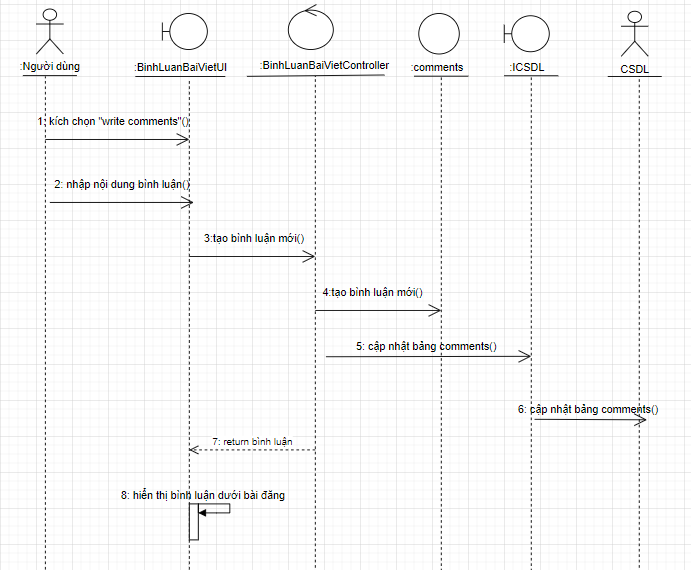 :Người dùng
:BinhLuanBaiVietUI
:BinhLuanBaiVietController
:comments
:ICSDL
CSDL
1: kích chọn "write comments"()
2: nhập nội dung bình luận()
3:tạo bình luận mới()
4:tạo bình luận mới()
5: cập nhật bảng comments()
6: cập nhật bảng comments()
7: return bình luận
8: hiển thị bình luận dưới bài đăng